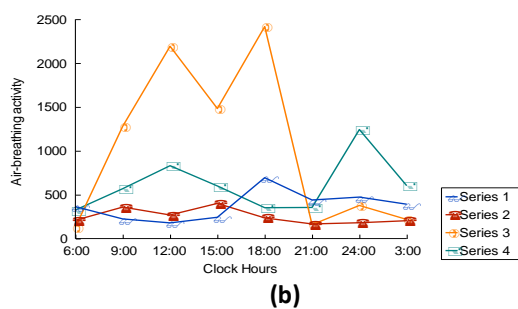 2500
2000
1500
1000
500
0
Air-breathing activity
6:00 9:00 12:00 15:00 18:00 21:00 24:00 3:00
Clock Hours
Series 1
Series 2
Series 3
Series 4
(b)